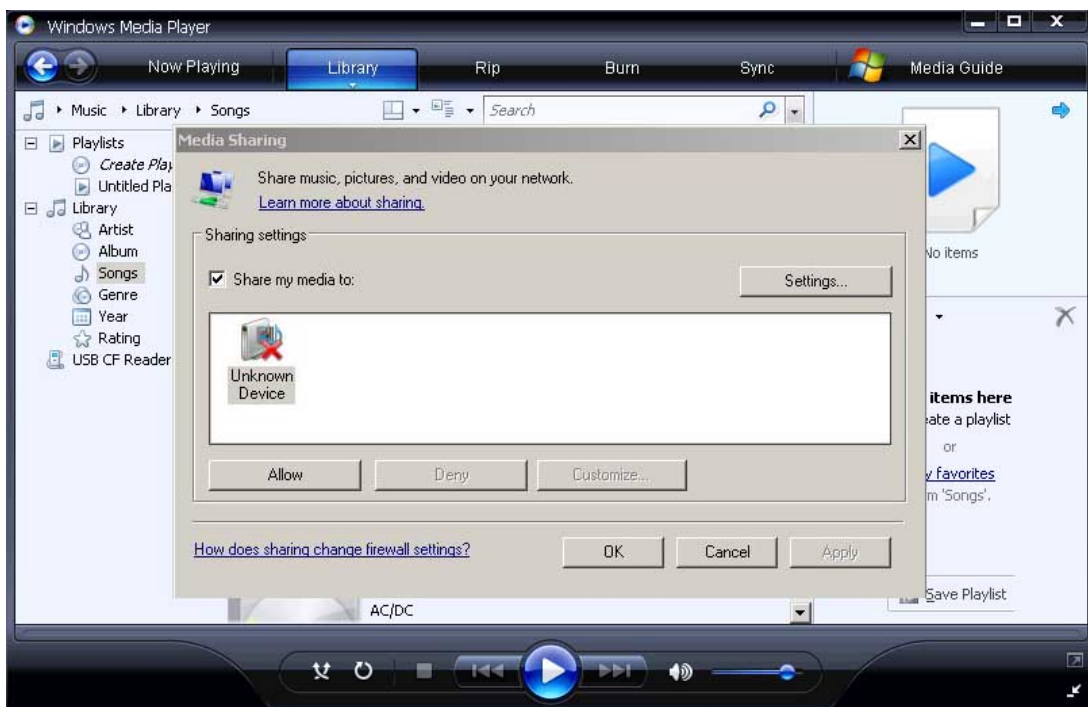 Windows Media Player
Now Playing
Library
Rip
Burn
Sync
Media Guide
Music
Library
Songs
Search
Playlists
Create Play
Untitled Pla
Library
Artist
Album
Songs
Genre
Year
Rating
USB CF Reader
Media Sharing
Share music, pictures, and video on your network.
Learn more about sharing.
Sharing settings
Share my media to:
Settings...
Unknown
Device
Allow
Deny
Customize...
How does sharing change firewall settings?
OK
Cancel
Apply
AC/DC
No items
items here
ate a playlist
or
y favorites
m 'Songs'.
Save Playlist